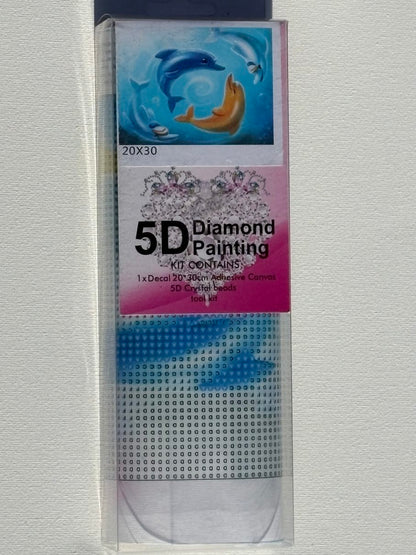 20X30
5D Diamond
Painting
KIT CONTAINS:
1 x Decal 20*30cm Adhesive Canvas
5D Crystal beads
tool kit